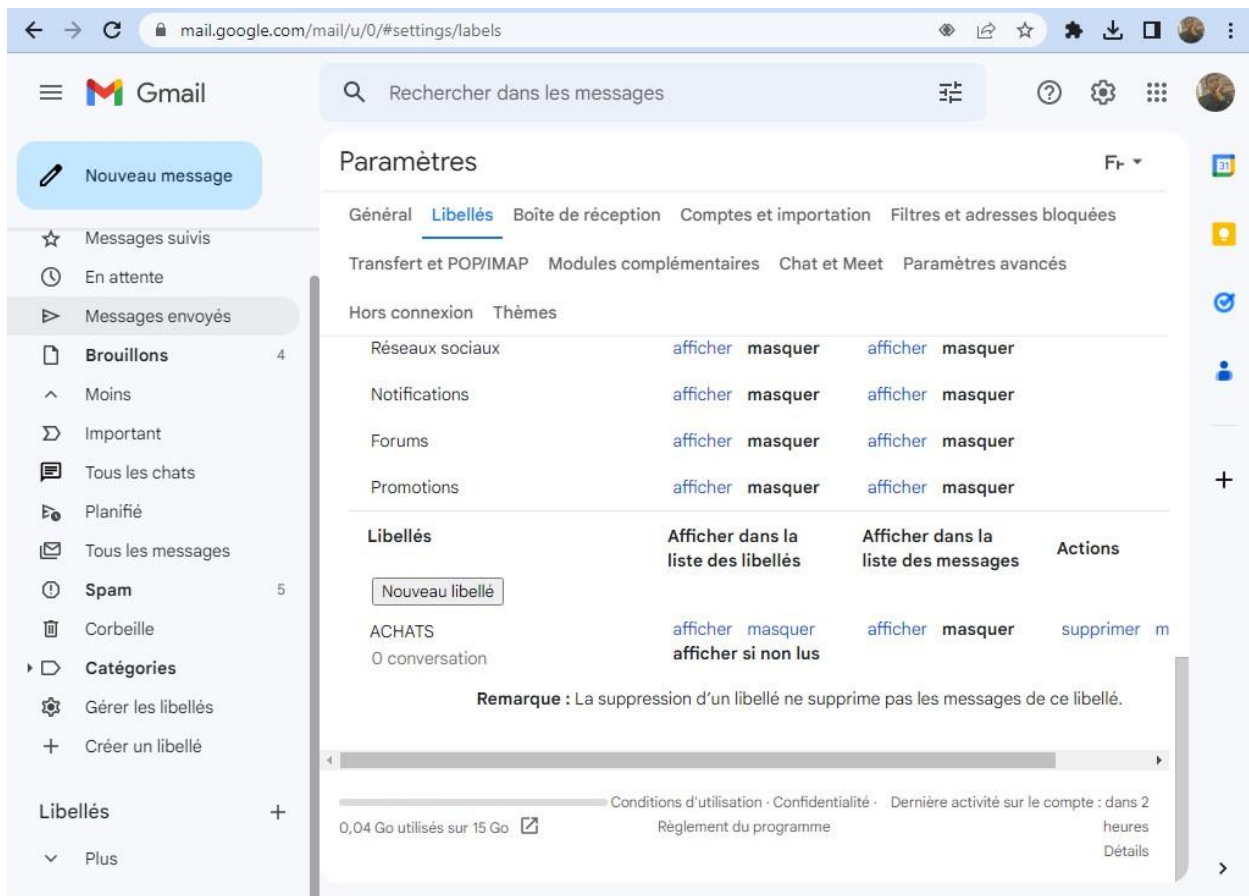 mail.google.com/mail/u/0/#settings/labels
Gmail
Rechercher dans les messages
Nouveau message
Messages suivis
En attente
Messages envoyés
Brouillons 4
Moins
Important
Tous les chats
Planifié
Tous les messages
Spam 5
Corbeille
Catégories
Gérer les libellés
Créer un libellé
Libellés
Plus
Paramètres
Général Libellés Boîte de réception Comptes et importation Filtres et adresses bloquées
Transfert et POP/IMAP Modules complémentaires Chat et Meet Paramètres avancés
Hors connexion Thèmes
Réseaux sociaux afficher masquer afficher masquer
Notifications afficher masquer afficher masquer
Forums afficher masquer afficher masquer
Promotions afficher masquer afficher masquer
Libellés Afficher dans la Afficher dans la Actions
liste des libellés liste des messages
Nouveau libellé
ACHATS afficher masquer afficher masquer supprimer m
0 conversation afficher si non lus
Remarque : La suppression d'un libellé ne supprime pas les messages de ce libellé.
Conditions d'utilisation · Confidentialité · Dernière activité sur le compte : dans 2
0,04 Go utilisés sur 15 Go Règlement du programme heures
Détails
31